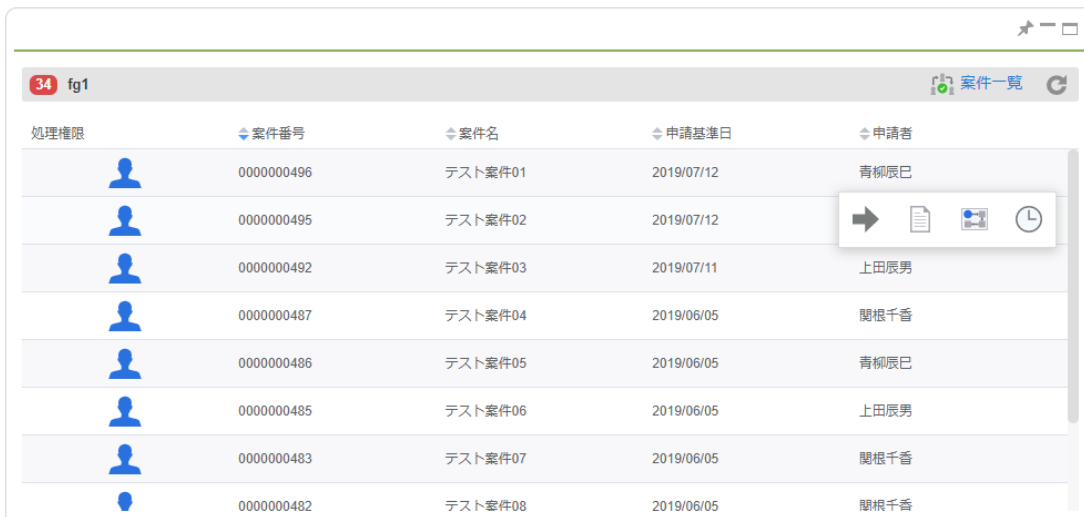 34 fg1 案件一覧
処理権限 案件番号 案件名 申請基準日 申請者
0000000496 テスト案件01 2019/07/12 青柳辰巳
0000000495 テスト案件02 2019/07/12
0000000492 テスト案件03 2019/07/11 上田辰男
0000000487 テスト案件04 2019/06/05 関根千香
0000000486 テスト案件05 2019/06/05 青柳辰巳
0000000485 テスト案件06 2019/06/05 上田辰男
0000000483 テスト案件07 2019/06/05 関根千香
0000000482 テスト案件08 2019/06/05 関根千香